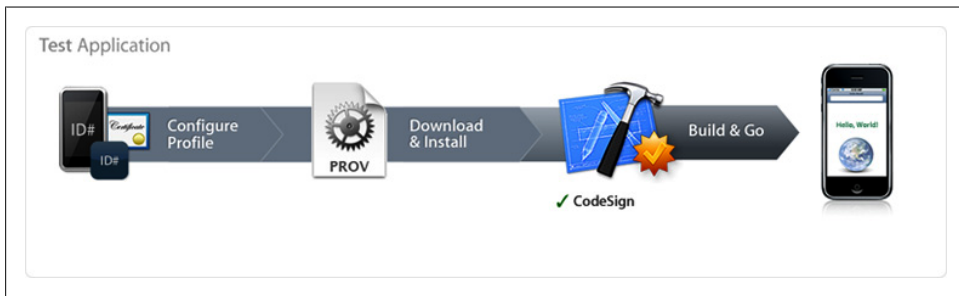 Test Application
ID#
Certificate
ID#
Configure
Profile
PROV
Download
& Install
✓ CodeSign
Build & Go
Hello, World!